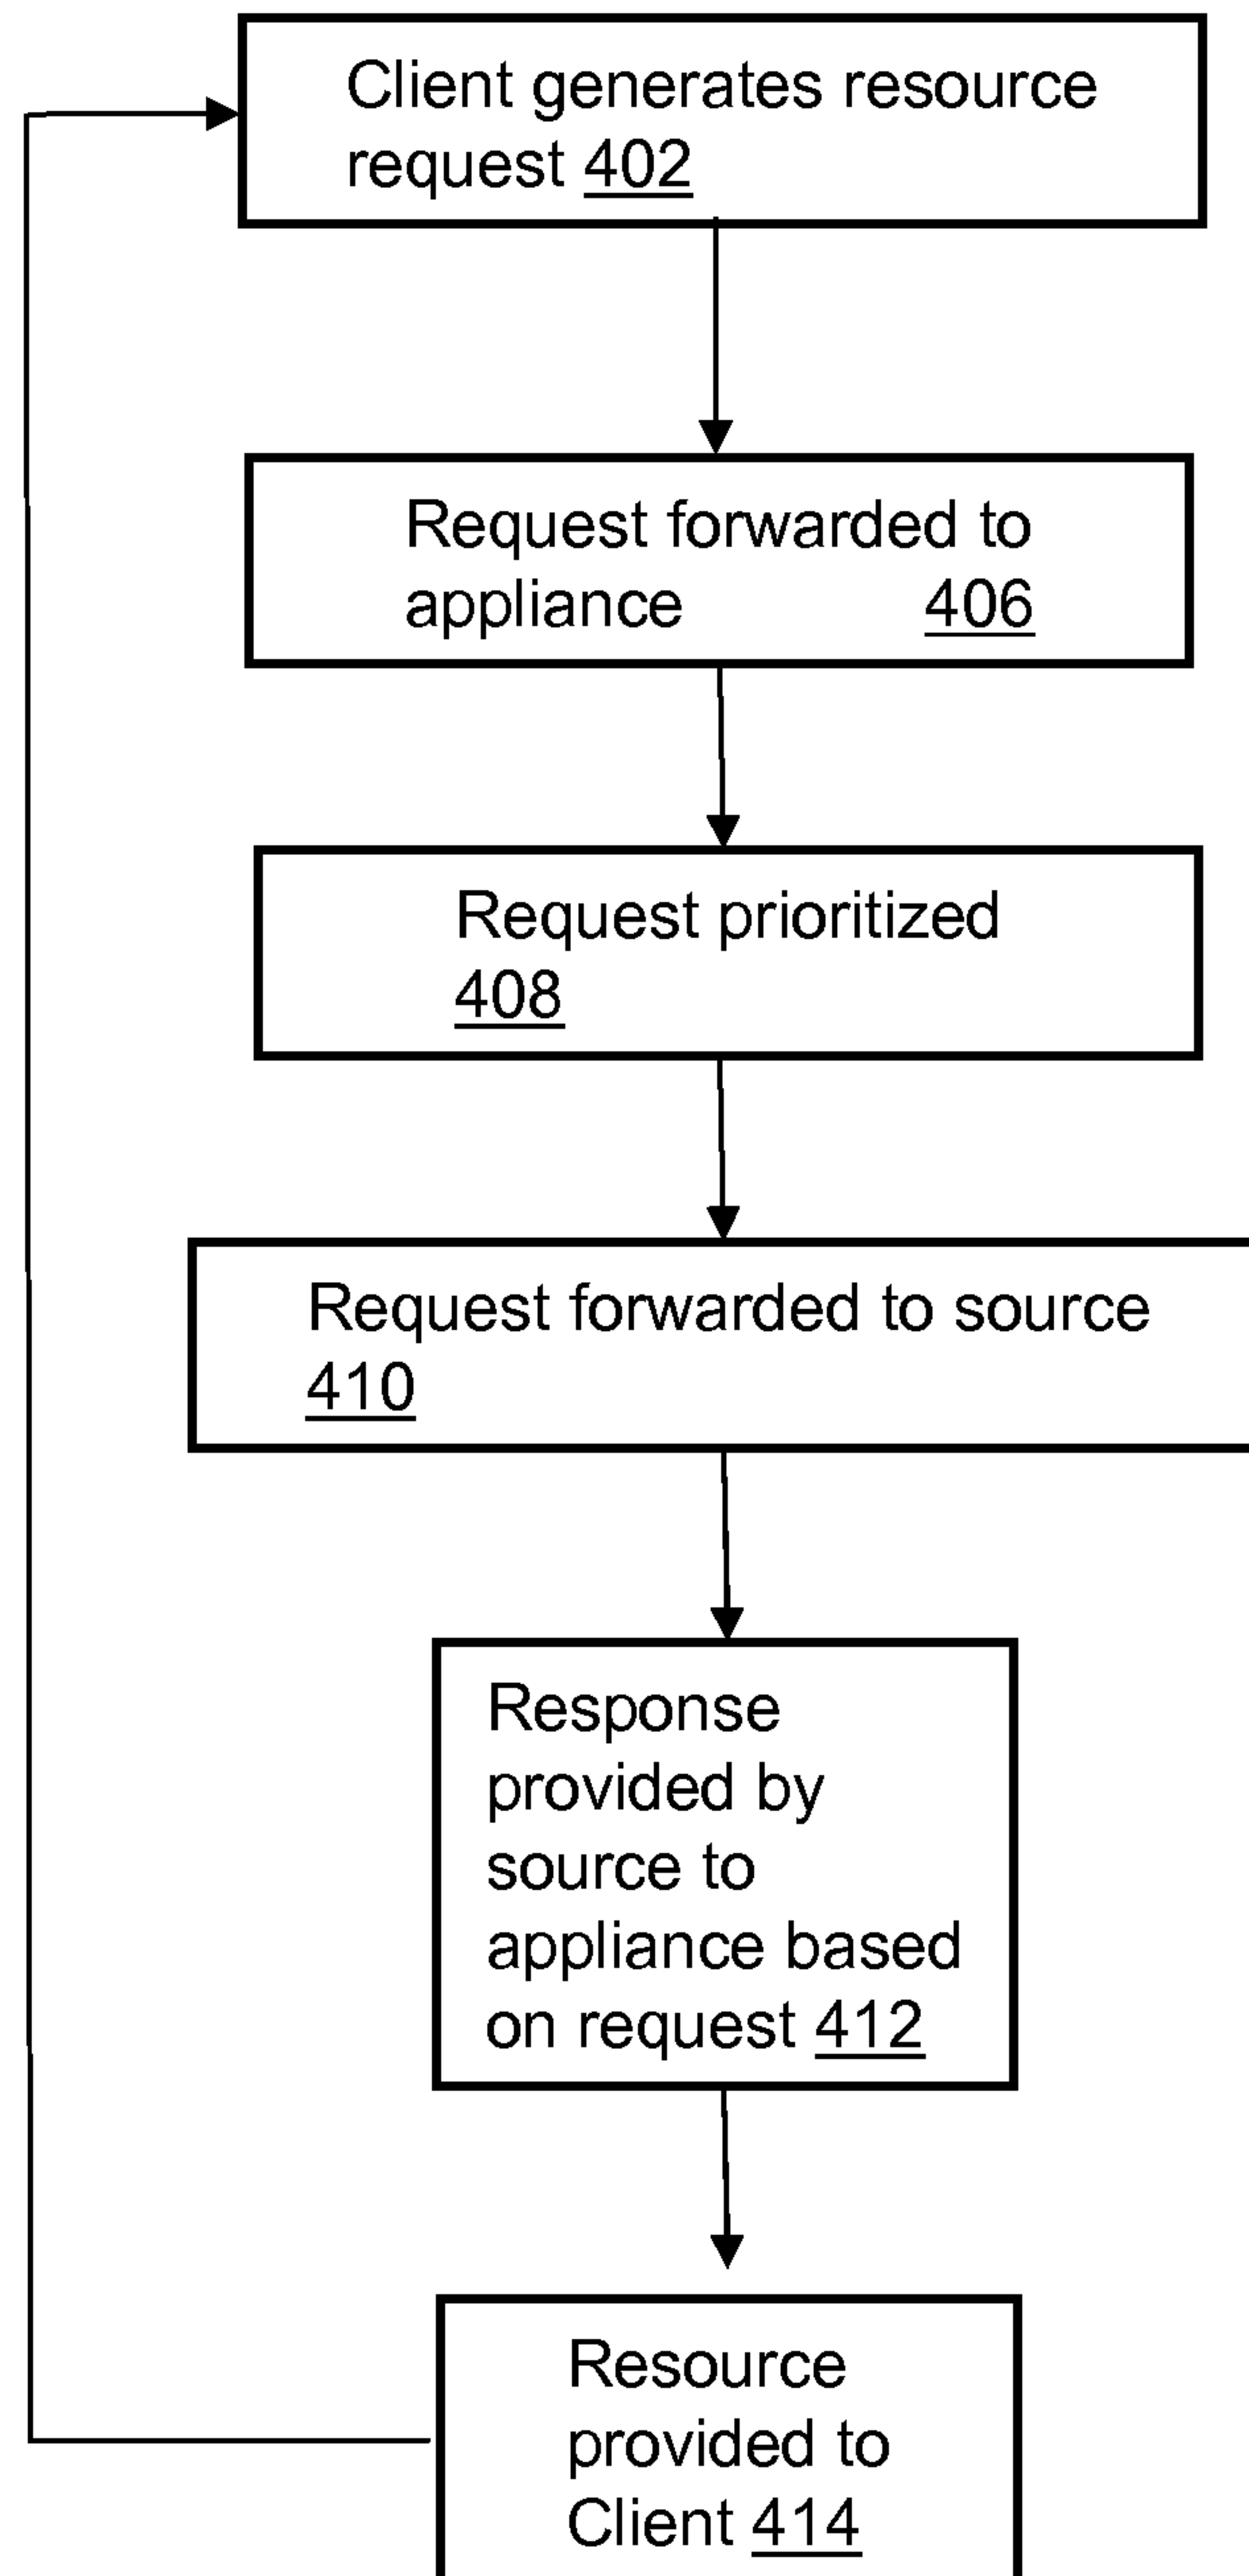 Client generates resource
request 402
Request forwarded to
appliance 406
Request prioritized
408
Request forwarded to source
410
Response
provided by
source to
appliance based
on request 412
Resource
provided to
Client 414